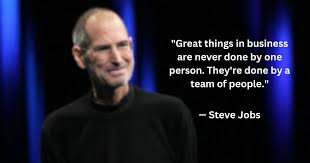 "Great things in business
are never done by one
person. They're done by a
team of people."
— Steve Jobs